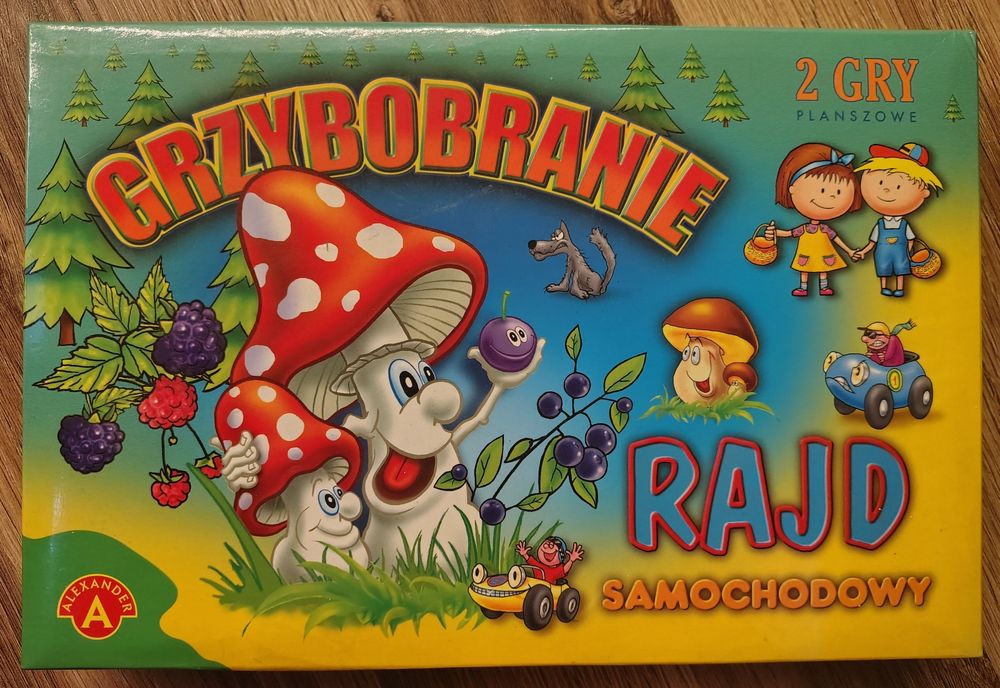 GRZYBOBRANIE
2 GRY
PLANSZOWE
RAJD
SAMOCHODOWY
ALEXANDER
A